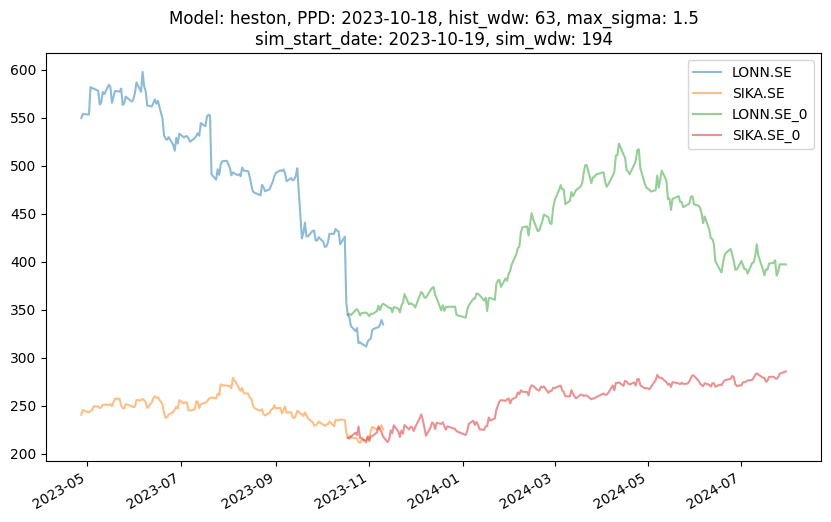 Model: heston, PPD: 2023-10-18, hist_wdw: 63, max_sigma: 1.5
sim_start_date: 2023-10-19, sim_wdw: 194
LONN.SE
SIKA.SE
LONN.SE_0
SIKA.SE_0
600
550
500
450
400
350
300
250
200
2023-05
2023-07
2023-09
2023-11
2024-01
2024-03
2024-05
2024-07